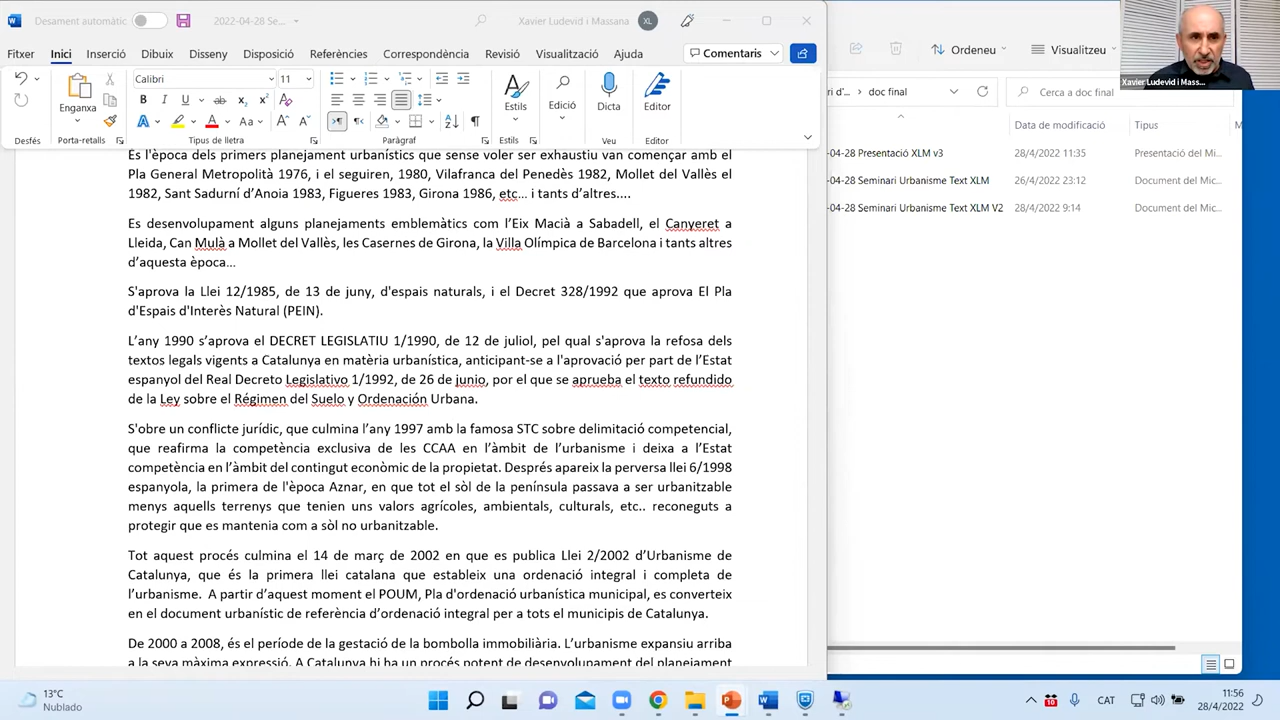 Desament automàtic
2022-04-28 Se...
Xavier Ludevid i Massana
XL
Fitxer Inici Inserció Dibuix Disseny Disposició Referències Correspondència Revisió Visualització Ajuda
Comentaris
Enganxa
Calibri
11
Estils
Edició
Dicta
Editor
Desfés
Porta-retalls
Tipus de lletra
Paràgraf
Estils
Veu
Editor
És l'època dels primers planejament urbanístics que sense voler ser exhaustiu van començar amb el
Pla General Metropolità 1976, i el seguiren, 1980, Vilafranca del Penedès 1982, Mollet del Vallès el
1982, Sant Sadurní d'Anoia 1983, Figueres 1983, Girona 1986, etc... i tants d'altres....
Es desenvolupament alguns planejaments emblemàtics com l'Eix Macià a Sabadell, el Canyeret a
Lleida, Can Mulà a Mollet del Vallès, les Casernes de Girona, la Villa Olímpica de Barcelona i tants altres
d'aquesta època...
S'aprova la Llei 12/1985, de 13 de juny, d'espais naturals, i el Decret 328/1992 que aprova El Pla
d'Espais d'Interès Natural (PEIN).
L'any 1990 s'aprova el DECRET LEGISLATIU 1/1990, de 12 de juliol, pel qual s'aprova la refosa dels
textos legals vigents a Catalunya en matèria urbanística, anticipant-se a l'aprovació per part de l'Estat
espanyol del Real Decreto Legislativo 1/1992, de 26 de junio, por el que se aprueba el texto refundido
de la Ley sobre el Régimen del Suelo y Ordenación Urbana.
S'obre un conflicte jurídic, que culmina l'any 1997 amb la famosa STC sobre delimitació competencial,
que reafirma la competència exclusiva de les CCAA en l'àmbit de l'urbanisme i deixa a l'Estat
competència en l'àmbit del contingut econòmic de la propietat. Després apareix la perversa llei 6/1998
espanyola, la primera de l'època Aznar, en que tot el sòl de la península passava a ser urbanitzable
menys aquells terrenys que tenien uns valors agrícoles, ambientals, culturals, etc.. reconeguts a
protegir que es mantenia com a sòl no urbanitzable.
Tot aquest procés culmina el 14 de març de 2002 en que es publica Llei 2/2002 d'Urbanisme de
Catalunya, que és la primera llei catalana que estableix una ordenació integral i completa de
l'urbanisme. A partir d'aquest moment el POUM, Pla d'ordenació urbanística municipal, es converteix
en el document urbanístic de referència d'ordenació integral per a tots el municipis de Catalunya.
De 2000 a 2008, és el període de la gestació de la bombolla immobiliària. L'urbanisme expansiu arriba
a la seva màxima expressió. A Catalunya hi ha un procés potent de desenvolupament del planejament
Ordeneu
Visualitzeu
ri d'... doc final
Cerca a doc final
Data de modificació Tipus M
-04-28 Presentació XLM v3 28/4/2022 11:35 Presentació del Mi...
-04-28 Seminari Urbanisme Text XLM 26/4/2022 23:12 Document del Mic...
-04-28 Seminari Urbanisme Text XLM V2 28/4/2022 9:14 Document del Mic...
Xavier Ludevid i Mass...
13°C
Nublado
CAT
11:56
28/4/2022